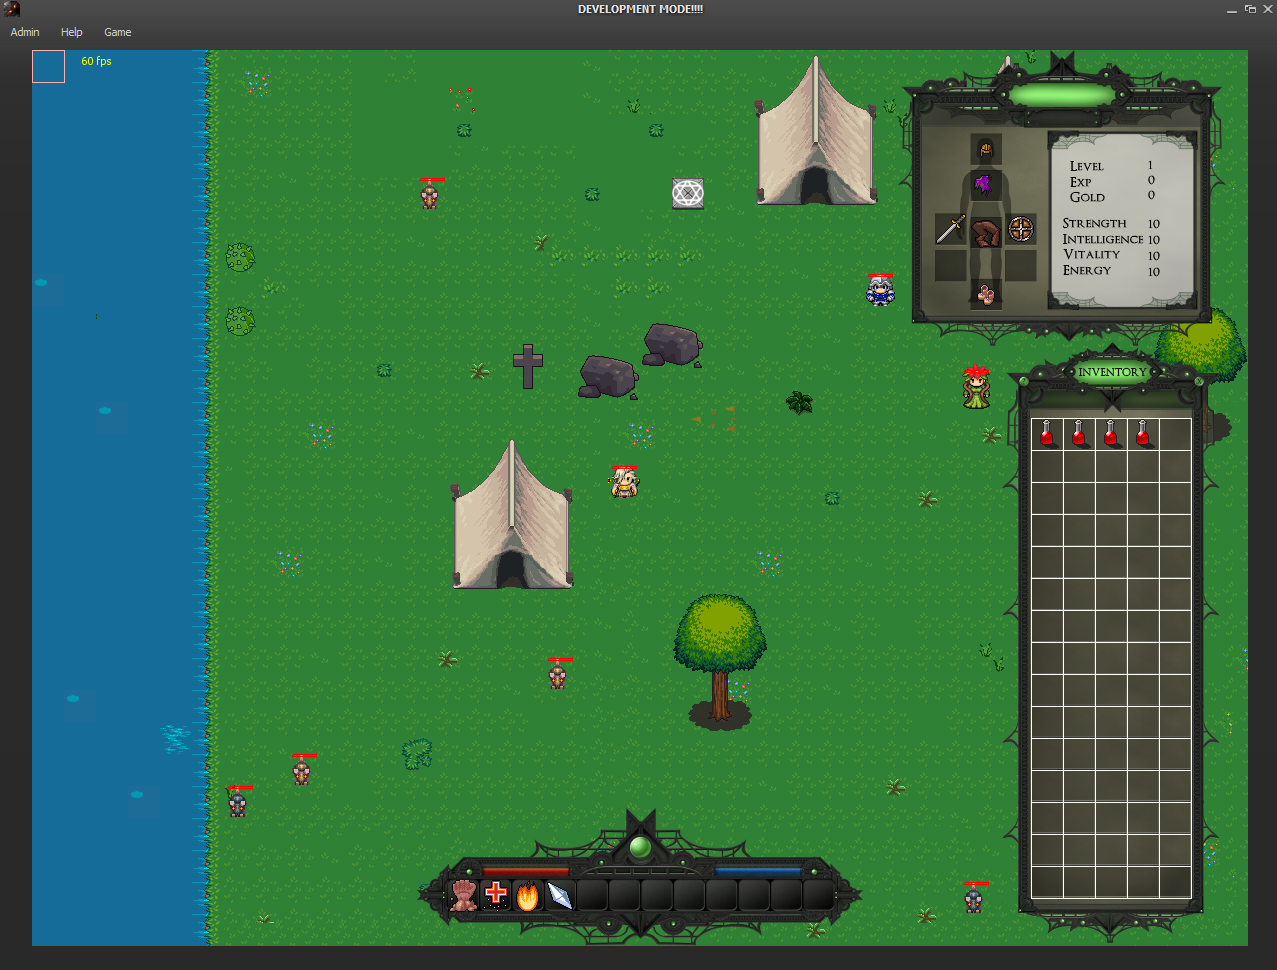 DEVELOPMENT MODE!!!!
Admin Help Game
60 fps
LEVEL 1
EXP 0
GOLD 0
STRENGTH 10
INTELLIGENCE 10
VITALITY 10
ENERGY 10
INVENTORY